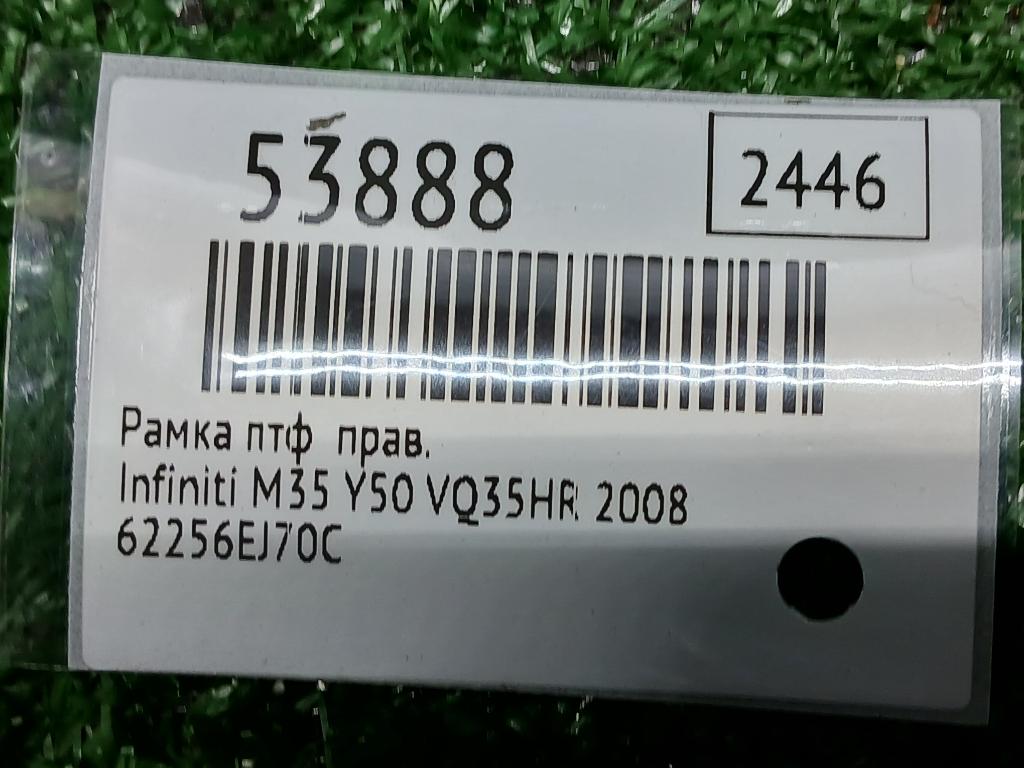 53888
2446
Рамка птф прав.
Infiniti M35 Y50 VQ35HR 2008
62256EJ70C